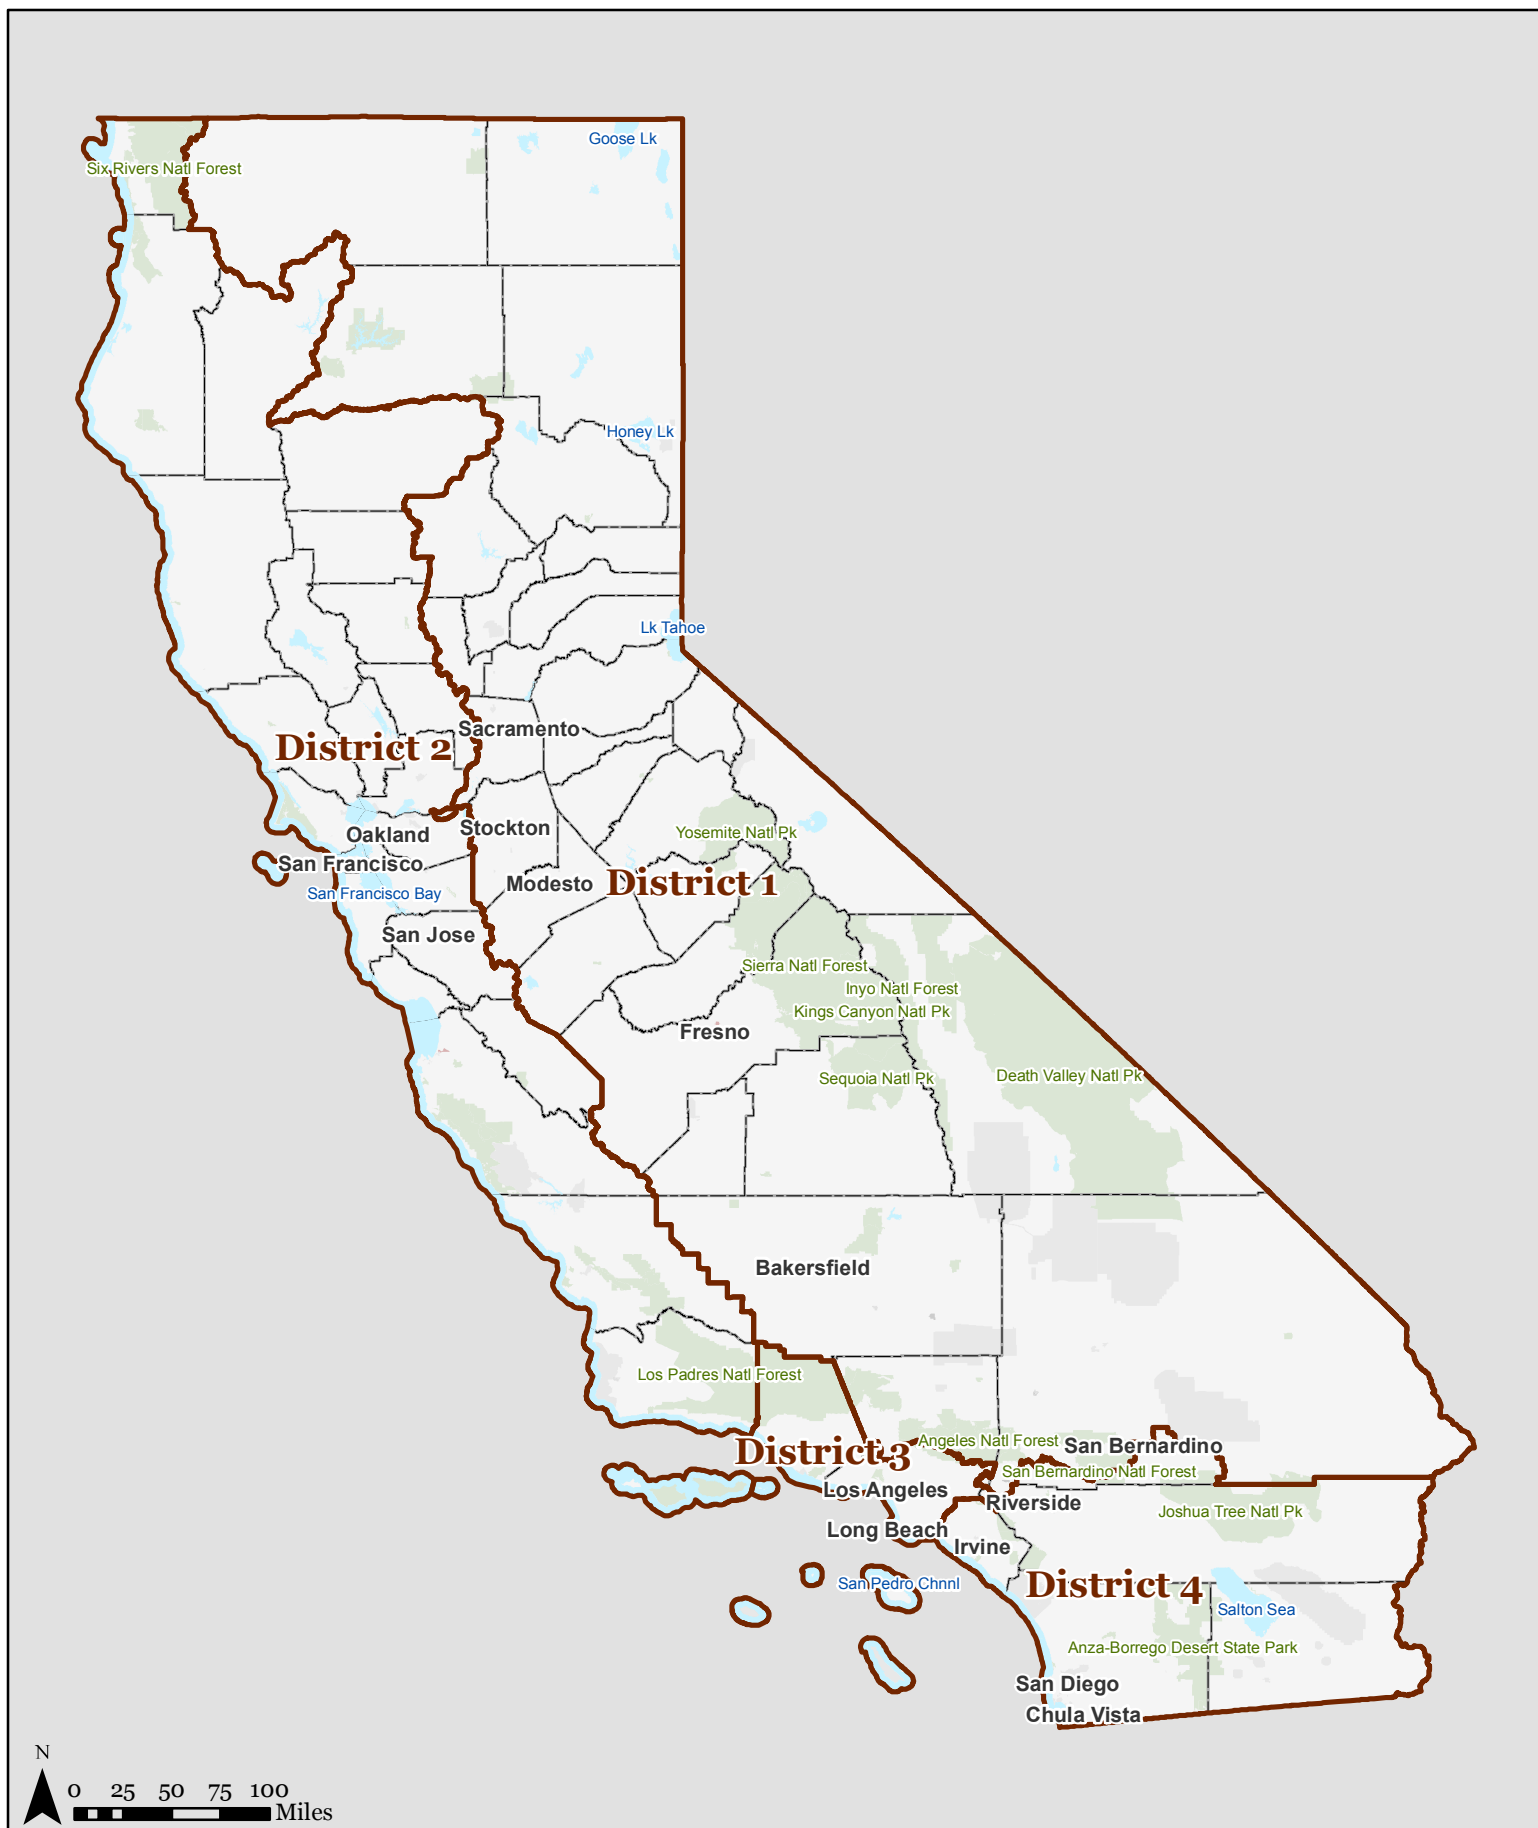 Goose Lk
Six Rivers Natl Forest
Honey Lk
Lk Tahoe
Sacramento
District 2
Stockton
Oakland
Yosemite Natl Pk
San Francisco
District 1
Modesto
San Francisco Bay
San Jose
Sierra Natl Forest
Inyo Natl Forest
Kings Canyon Natl Pk
Fresno
Sequoia Natl Pk
Death Valley Natl Pk
Bakersfield
Los Padres Natl Forest
District 3
Angeles Natl Forest
San Bernardino
San Bernardino Natl Forest
Los Angeles
Riverside
Joshua Tree Natl Pk
Long Beach
Irvine
San Pedro Chnnl
District 4
Salton Sea
Anza-Borrego Desert State Park
San Diego
Chula Vista
N
0 25 50 75 100
Miles